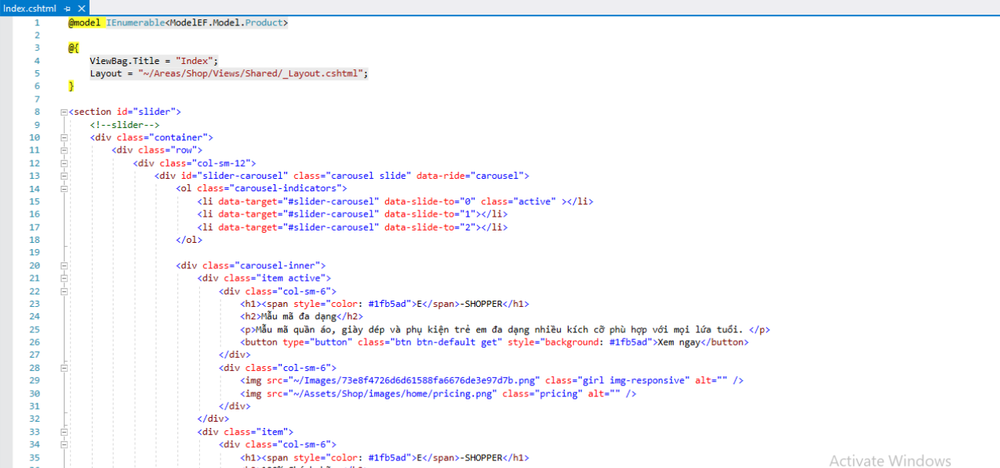 Index.cshtml
1 @model IEnumerable<ModelEF.Model.Product>
2
3 @{
4 ViewBag.Title = "Index";
5 Layout = "~/Areas/Shop/Views/Shared/_Layout.cshtml";
6 }
7
8 <section id="slider">
9 <!--slider-->
10 <div class="container">
11 <div class="row">
12 <div class="col-sm-12">
13 <div id="slider-carousel" class="carousel slide" data-ride="carousel">
14 <ol class="carousel-indicators">
15 <li data-target="#slider-carousel" data-slide-to="0" class="active" ></li>
16 <li data-target="#slider-carousel" data-slide-to="1"></li>
17 <li data-target="#slider-carousel" data-slide-to="2"></li>
18 </ol>
19
20 <div class="carousel-inner">
21 <div class="item active">
22 <div class="col-sm-6">
23 <h1><span style="color: #1fb5ad">E</span>-SHOPPER</h1>
24 <h2>Mẫu mã đa dạng</h2>
25 <p>Mẫu mã quần áo, giày dép và phụ kiện trẻ em đa dạng nhiều kích cỡ phù hợp với mọi lứa tuổi. </p>
26 <button type="button" class="btn btn-default get" style="background: #1fb5ad">Xem ngay</button>
27 </div>
28 <div class="col-sm-6">
29 <img src="~/Images/73e8f4726d6d61588fa6676de3e97d7b.png" class="girl img-responsive" alt="" />
30 <img src="~/Assets/Shop/images/home/pricing.png" class="pricing" alt="" />
31 </div>
32 </div>
33 <div class="item">
34 <div class="col-sm-6">
35 <h1><span style="color: #1fb5ad">E</span>-SHOPPER</h1>
Activate Windows